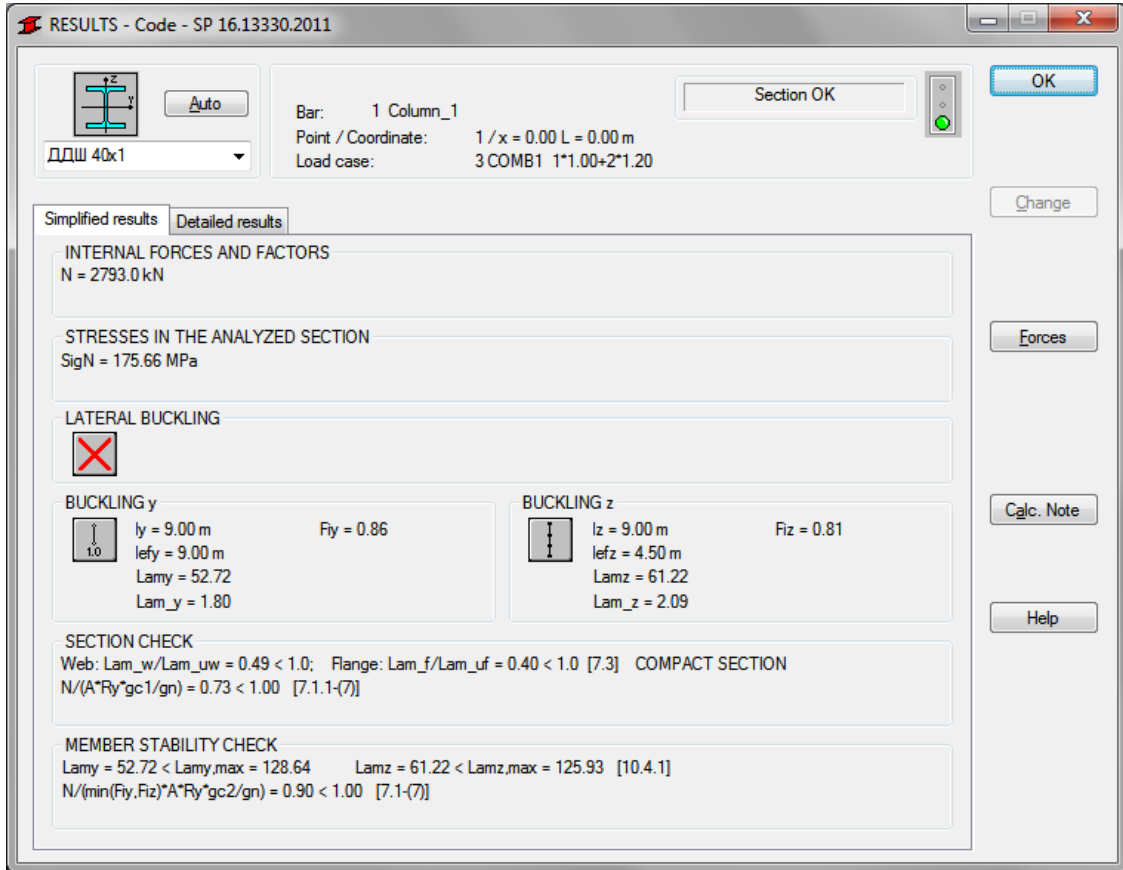 RESULTS - Code - SP 16.13330.2011
z
Y
Auto
ДДШ 40x1
Bar: 1 Column_1
Point / Coordinate: 1 / x = 0.00 L = 0.00 m
Load case: 3 COMB1 1*1.00+2*1.20
Section OK
OK
Change
Simplified results Detailed results
INTERNAL FORCES AND FACTORS
N = 2793.0 kN
STRESSES IN THE ANALYZED SECTION
SigN = 175.66 MPa
Forces
LATERAL BUCKLING
BUCKLING y
1.0
ly = 9.00 m Fiy = 0.86
lefy = 9.00 m
Lamy = 52.72
Lam_y = 1.80
BUCKLING z
lz = 9.00 m Fiz = 0.81
lefz = 4.50 m
Lamz = 61.22
Lam_z = 2.09
Calc. Note
Help
SECTION CHECK
Web: Lam_w/Lam_uw = 0.49 < 1.0; Flange: Lam_f/Lam_uf = 0.40 < 1.0 [7.3] COMPACT SECTION
N/(A*Ry*gc1/gn) = 0.73 < 1.00 [7.1.1-(7)]
MEMBER STABILITY CHECK
Lamy = 52.72 < Lamy,max = 128.64 Lamz = 61.22 < Lamz,max = 125.93 [10.4.1]
N/(min(Fiy,Fiz)*A*Ry*gc2/gn) = 0.90 < 1.00 [7.1-(7)]